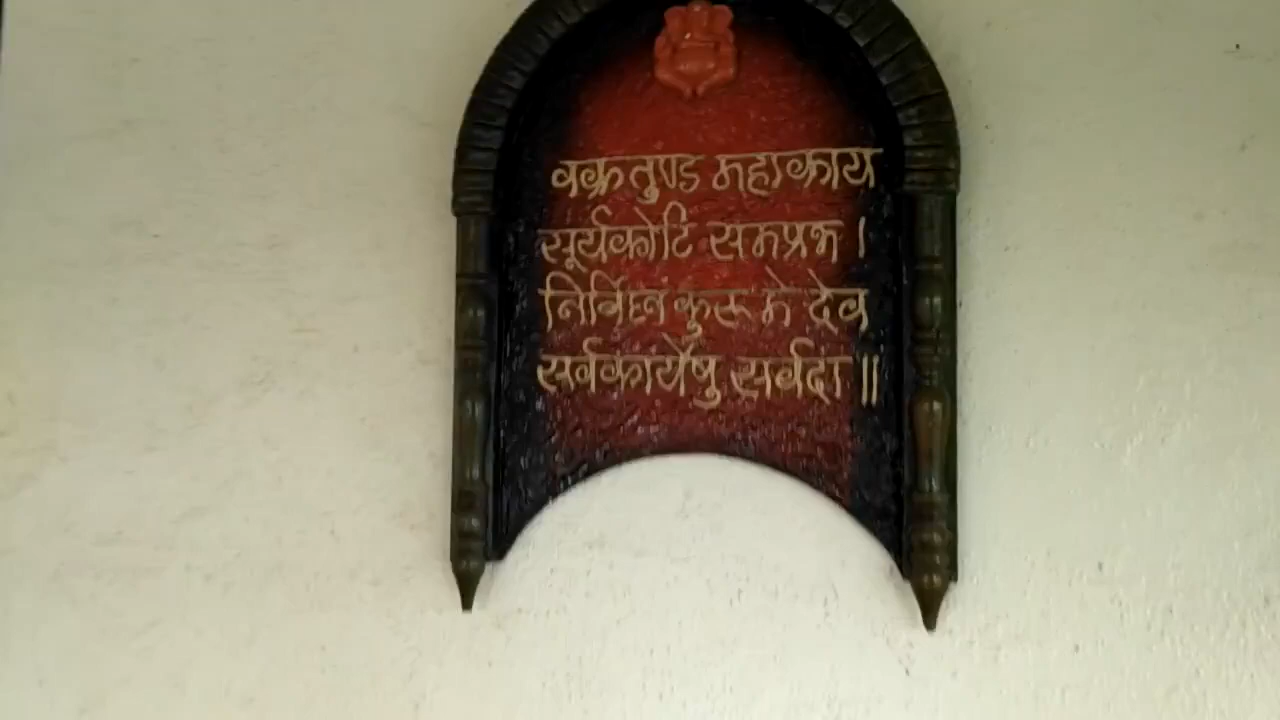 वक्रतुण्ड महाकाय
सूर्यकोटि समप्रभ ।
निर्विघ्नं कुरू मे देव
सर्वकार्येषु सर्वदा ॥